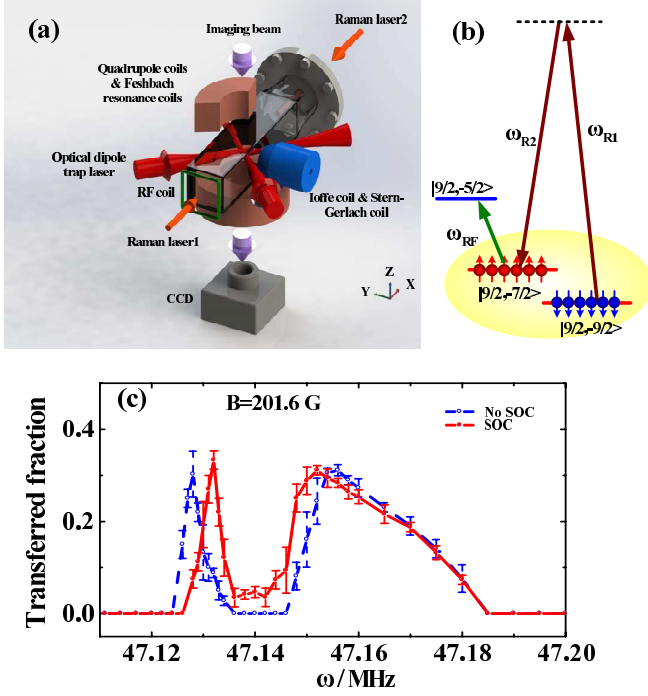 (a)
Imaging beam
Raman laser2
Quadrupole coils
& Feshbach
resonance coils
Optical dipole
trap laser
RF coil
Raman laser1
Ioffe coil & Stern-
Gerlach coil
CCD
Z
Y
X
(b)
ω_R2
ω_R1
|9/2,-5/2>
ω_RF
|9/2,-7/2>
|9/2,-9/2>
(c)
B=201.6 G
No SOC
SOC
Transferred fraction
0.4
0.2
0.0
47.12 47.14 47.16 47.18 47.20
ω / MHz